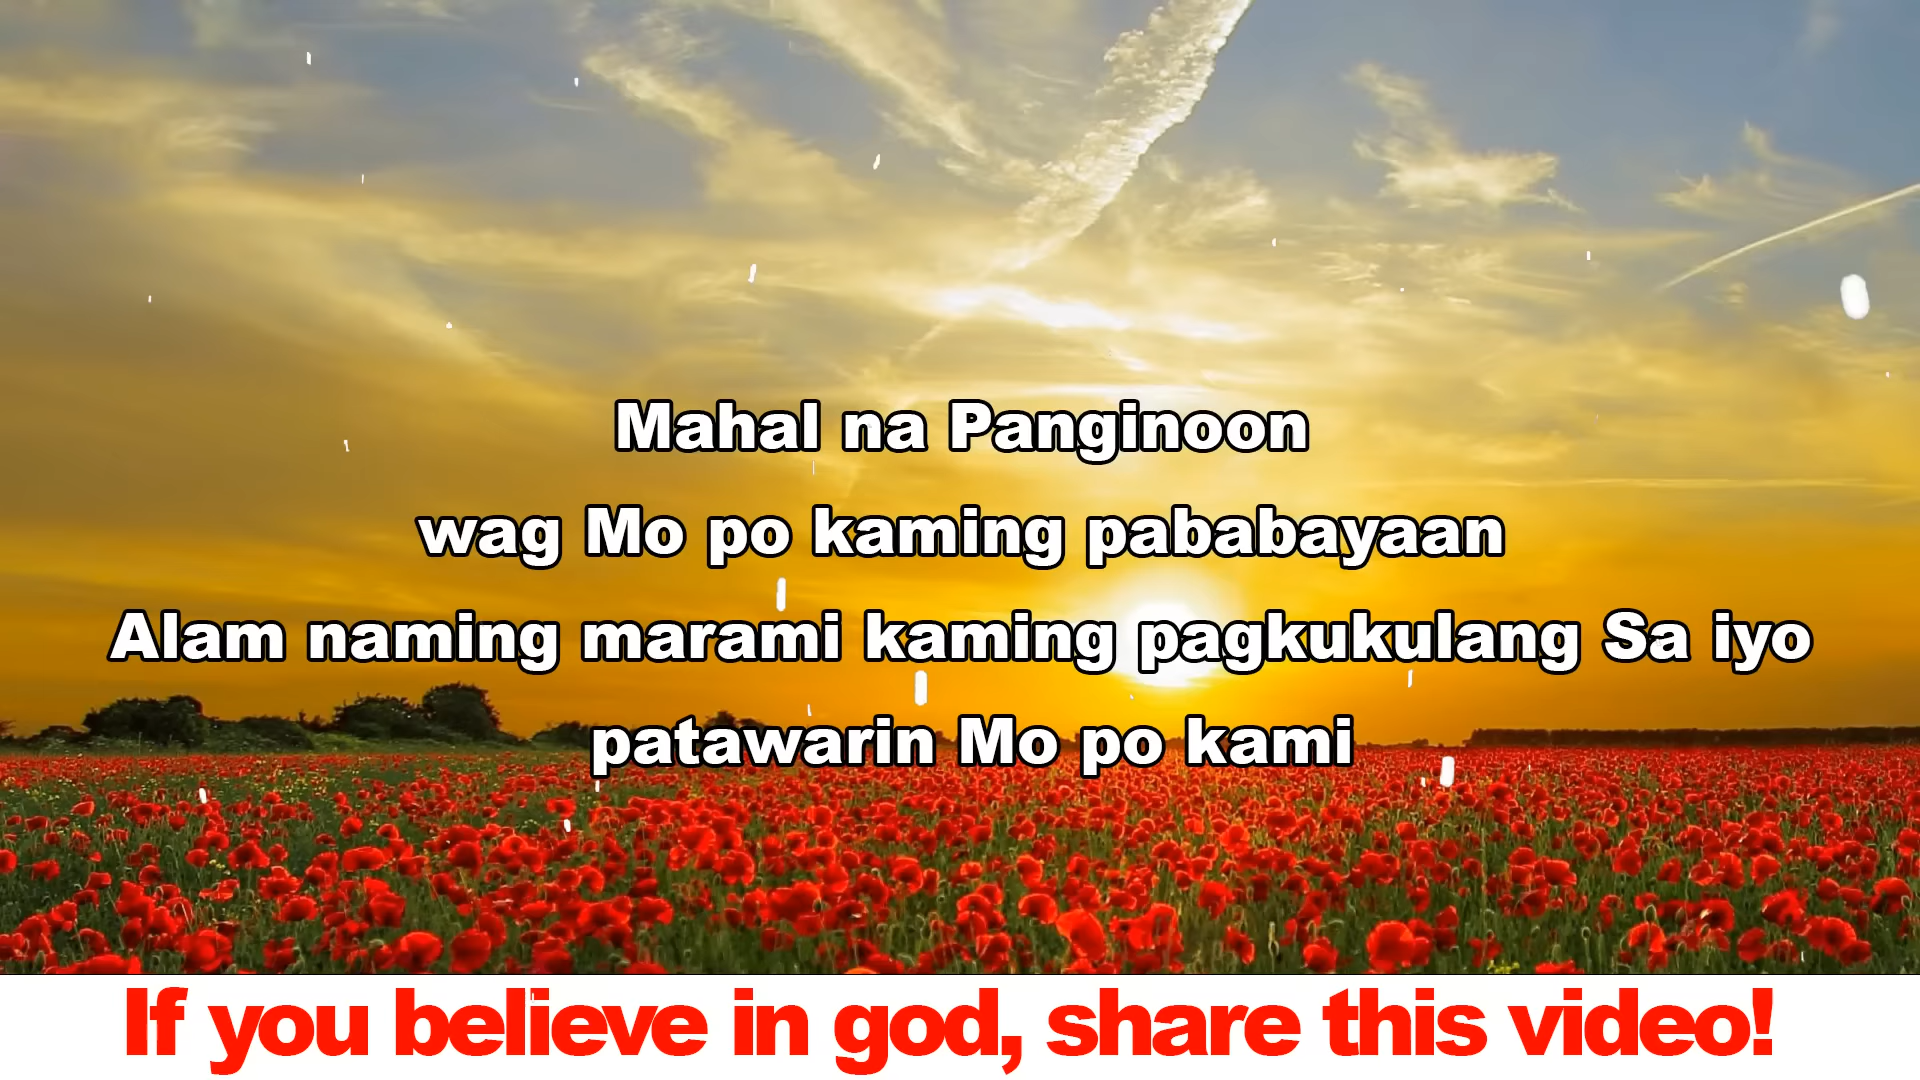 Mahal na Panginoon
wag Mo po kaming pababayaan
Alam naming marami kaming pagkukulang Sa iyo
patawarin Mo po kami
If you believe in god, share this video!